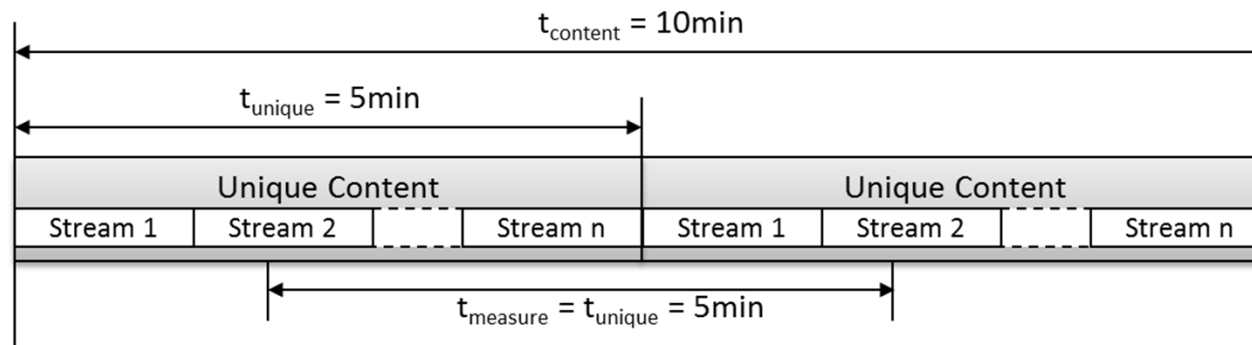 t_content = 10min
t_unique = 5min
Unique Content Unique Content
Stream 1 Stream 2 Stream n Stream 1 Stream 2 Stream n
t_measure = t_unique = 5min